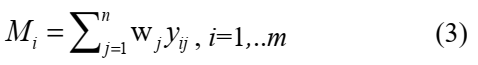 M_i = \sum_{j=1}^{n} w_j y_{ij} , i=1,..m (3)